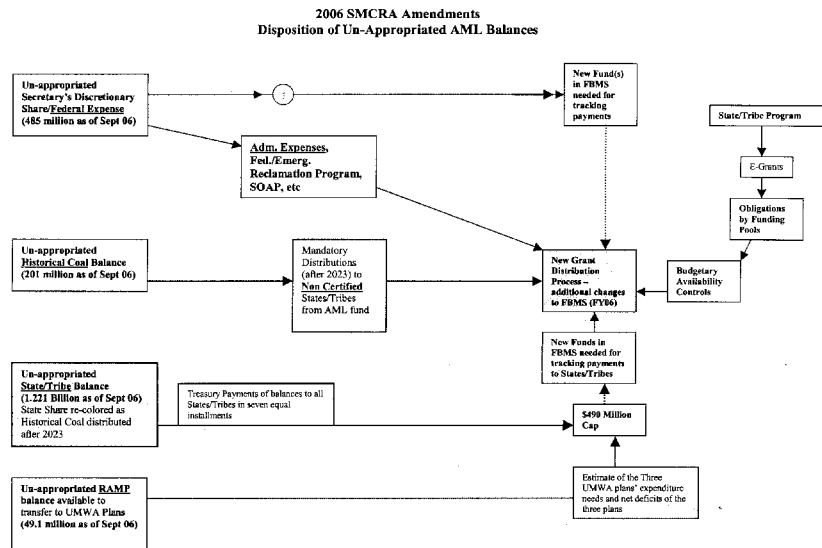 2006 SMCRA Amendments
Disposition of Un-Appropriated AML Balances
Un-appropriated
Secretary's Discretionary
Share/Federal Expense
(485 million as of Sept 06)
New Fund(s)
in FBMS
needed for
tracking
payments
State/Tribe Program
E-Grants
Obligations
by Funding
Pools
Budgetary
Availability
Controls
Adm. Expenses,
Fed./Emerg.
Reclamation Program,
SOAP, etc
Un-appropriated
Historical Coal Balance
(201 million as of Sept 06)
Mandatory
Distributions
(after 2023) to
Non Certified
States/Tribes
from AML fund
New Grant
Distribution
Process –
additional changes
to FBMS (FY06)
New Funds in
FBMS needed for
tracking payments
to States/Tribes
Un-appropriated
State/Tribe Balance
(1.221 Billion as of Sept 06)
State Share re-colored as
Historical Coal distributed
after 2023
Treasury Payments of balances to all
States/Tribes in seven equal
installments
$490 Million
Cap
Un-appropriated RAMP
balance available to
transfer to UMWA Plans
(49.1 million as of Sept 06)
Estimate of the Three
UMWA plans' expenditure
needs and net deficits of the
three plans